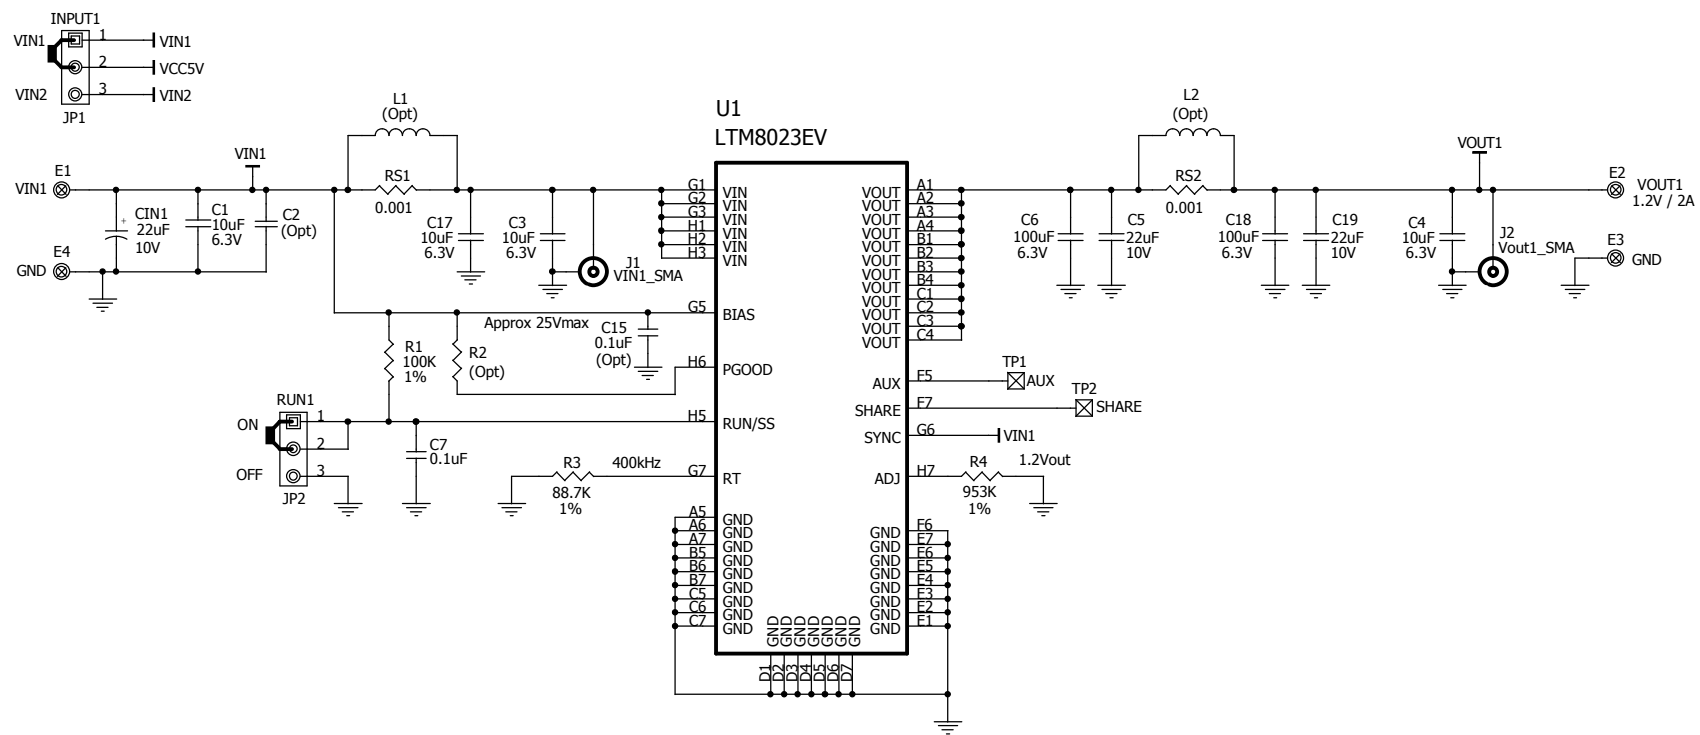 INPUT1
VIN1
1
VIN1
2
VCC5V
VIN2
3
VIN2
JP1
L1
(Opt)
U1
LTM8023EV
L2
(Opt)
E1
VIN1
VIN1
RS1
0.001
CIN1
22uF
10V
+
C1
10uF
6.3V
C2
(Opt)
E4
GND
C17
10uF
6.3V
C3
10uF
6.3V
J1
VIN1_SMA
G1 VIN
G2 VIN
G3 VIN
H1 VIN
H2 VIN
H3 VIN
VOUT A1
VOUT A2
VOUT A3
VOUT A4
VOUT B1
VOUT B2
VOUT B3
VOUT B4
VOUT C1
VOUT C2
VOUT C3
VOUT C4
C6
100uF
6.3V
C5
22uF
10V
RS2
0.001
C18
100uF
6.3V
C19
22uF
10V
VOUT1
C4
10uF
6.3V
J2
Vout1_SMA
E2
VOUT1
1.2V / 2A
E3
GND
G5 BIAS
Approx 25Vmax
C15
0.1uF
(Opt)
R1
100K
1%
R2
(Opt)
H6 PGOOD
AUX F5
TP1
AUX
SHARE F7
TP2
SHARE
SYNC G6
VIN1
RUN1
ON
1
2
OFF
3
JP2
H5 RUN/SS
C7
0.1uF
R3
88.7K
1%
400kHz
G7 RT
ADJ H7
R4
953K
1%
1.2Vout
A5 GND
A6 GND
A7 GND
B5 GND
B6 GND
B7 GND
C5 GND
C6 GND
C7 GND
GND F6
GND E7
GND E6
GND E5
GND E4
GND E3
GND E2
GND E1
GND GND GND GND GND GND GND
D1 D2 D3 D4 D5 D6 D7